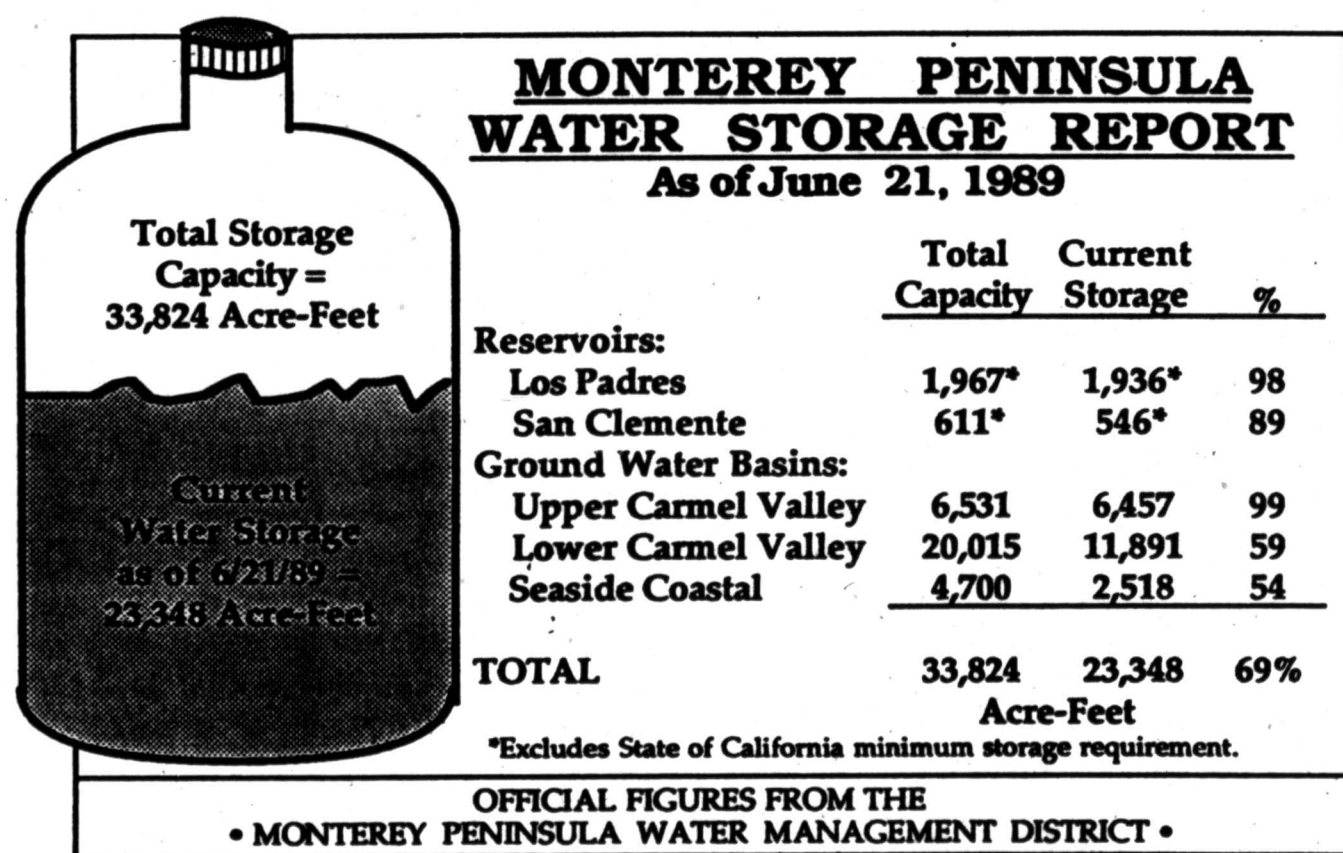 MONTEREY PENINSULA
WATER STORAGE REPORT
As of June 21, 1989
Total Storage
Capacity =
33,824 Acre-Feet
Current
Water Storage
as of 6/21/89 =
23,348 Acre-Feet
Total Current
Capacity Storage %
Reservoirs:
Los Padres 1,967* 1,936* 98
San Clemente 611* 546* 89
Ground Water Basins:
Upper Carmel Valley 6,531 6,457 99
Lower Carmel Valley 20,015 11,891 59
Seaside Coastal 4,700 2,518 54
TOTAL 33,824 23,348 69%
Acre-Feet
*Excludes State of California minimum storage requirement.
OFFICIAL FIGURES FROM THE
• MONTEREY PENINSULA WATER MANAGEMENT DISTRICT •